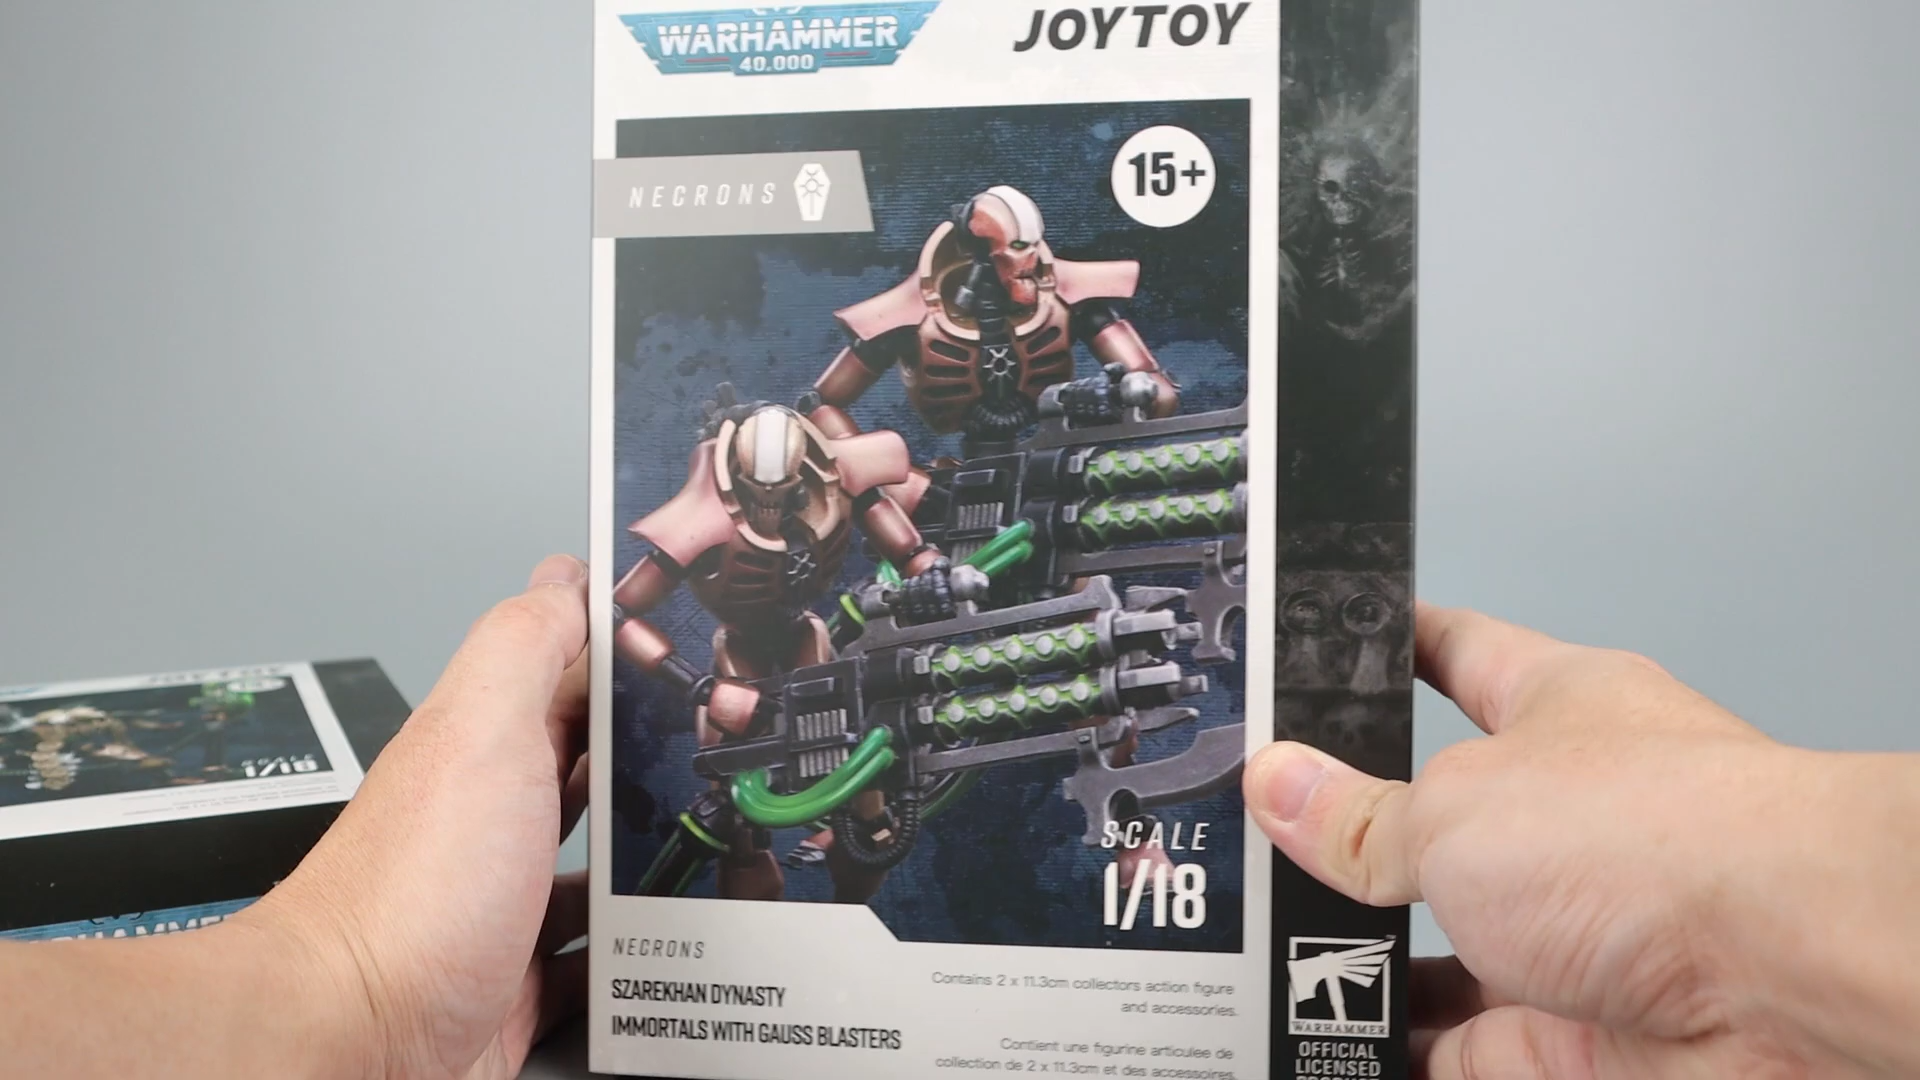 WARHAMMER
40,000
JOYTOY
NECRONS
15+
SCALE
1/18
NECRONS
SZAREKHAN DYNASTY
IMMORTALS WITH GAUSS BLASTERS
Contains 2 x 11.3cm collectors action figure
and accessories.
Contient une figurine articulee de
collection de 2 x 11.3cm et des accessoires.
WARHAMMER
OFFICIAL
LICENSED
PRODUCT
JOYTOY
SCALE
1/18
WARHAMMER